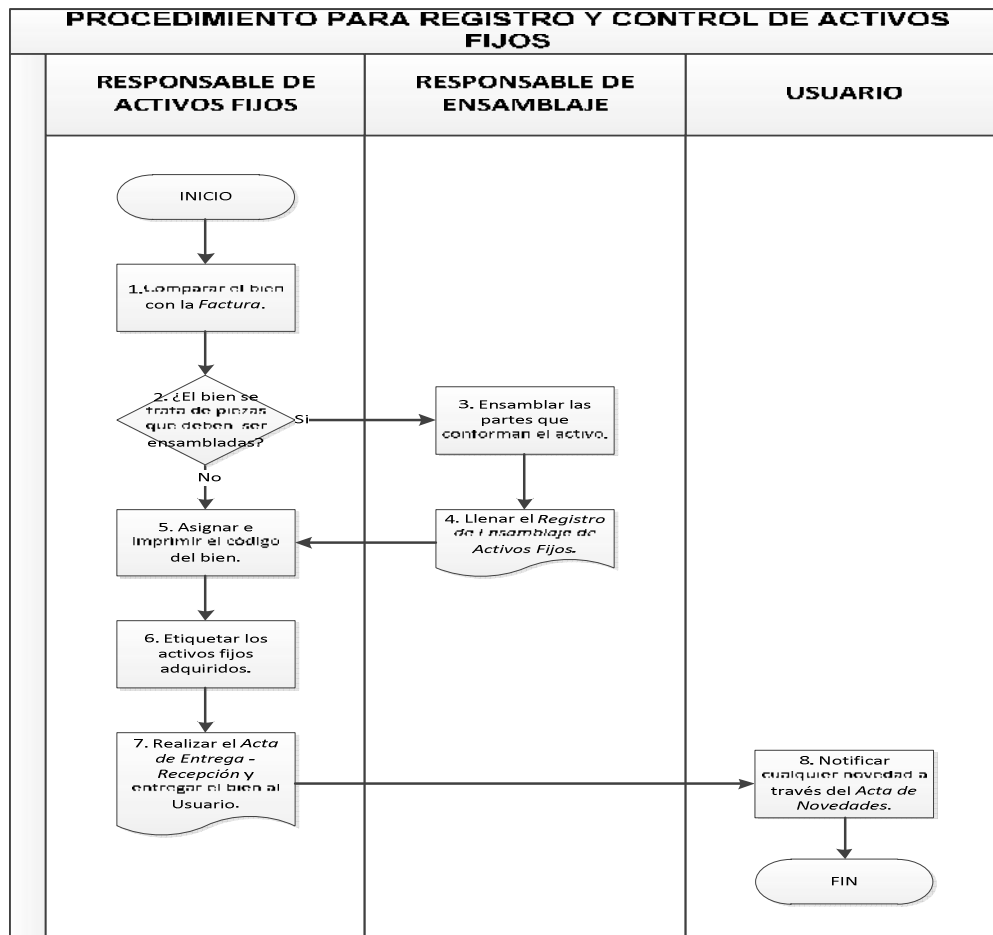 PROCEDIMIENTO PARA REGISTRO Y CONTROL DE ACTIVOS
FIJOS
RESPONSABLE DE
ACTIVOS FIJOS
RESPONSABLE DE
ENSAMBLAJE
USUARIO
INICIO
1.Comparar el bien
con la Factura.
2. ¿El bien se
trata de piezas
que deben ser
ensambladas?
Si
No
3. Ensamblar las
partes que
conforman el activo.
4. Llenar el Registro
de Ensamblaje de
Activos Fijos.
5. Asignar e
imprimir el código
del bien.
6. Etiquetar los
activos fijos
adquiridos.
7. Realizar el Acta
de Entrega -
Recepción y
entregar el bien al
Usuario.
8. Notificar
cualquier novedad a
través del Acta de
Novedades.
FIN